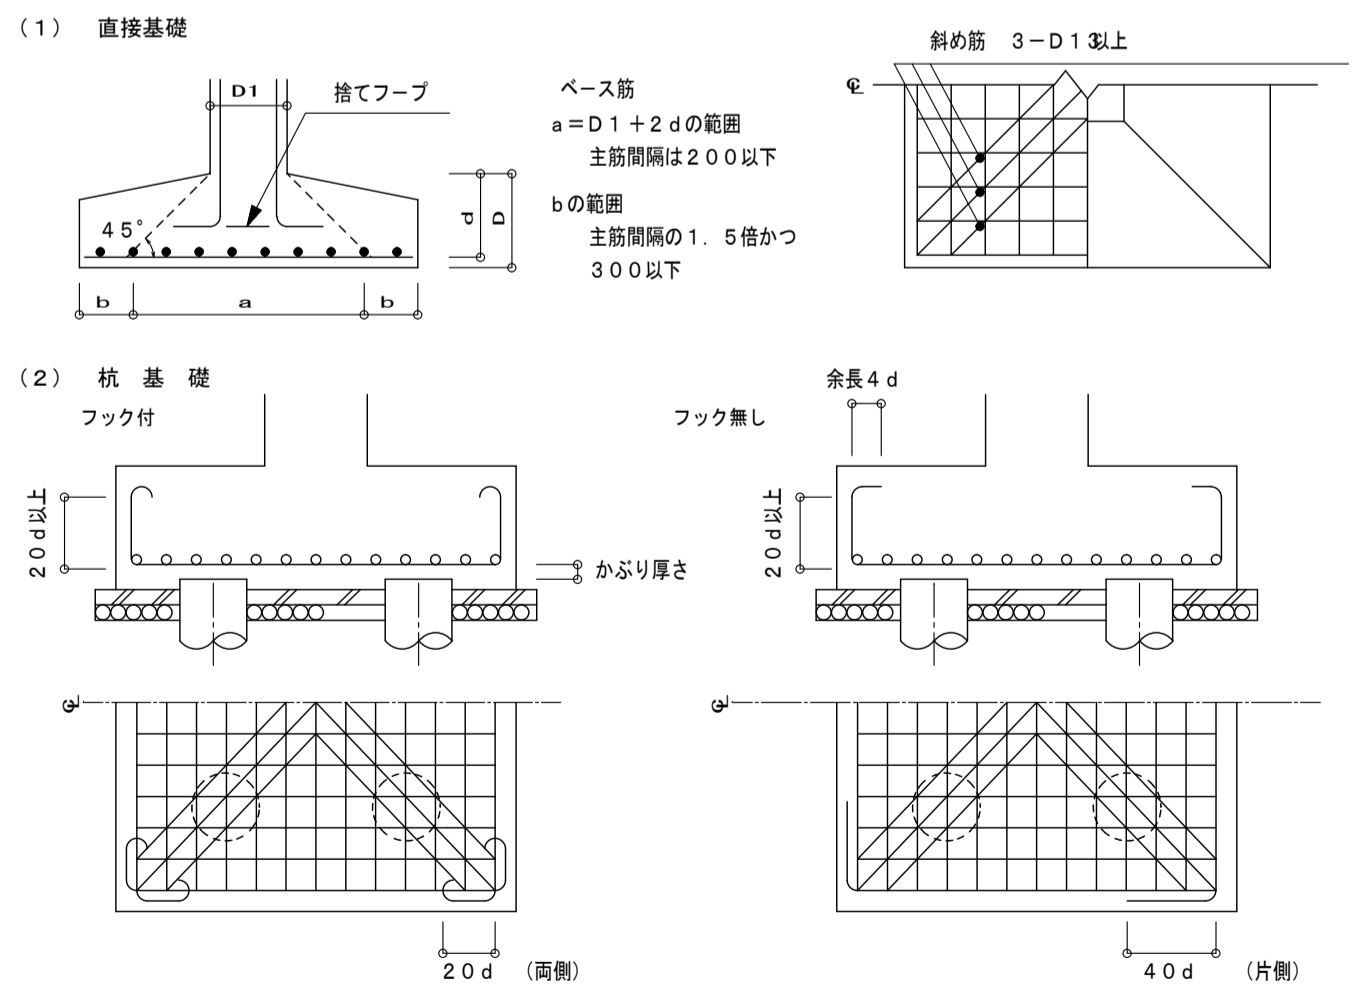 （１）　直接基礎
D1
捨てフープ
ベース筋
ａ＝Ｄ１＋２ｄの範囲
主筋間隔は２００以下
ｂの範囲
主筋間隔の１．５倍かつ
３００以下
４５°
d
D
b
a
b
斜め筋　３－Ｄ１３以上
℄
（２）　杭　基　礎
フック付
２０ｄ以上
かぶり厚さ
フック無し
余長４ｄ
２０ｄ以上
℄
２０ｄ　（両側）
℄
４０ｄ　（片側）